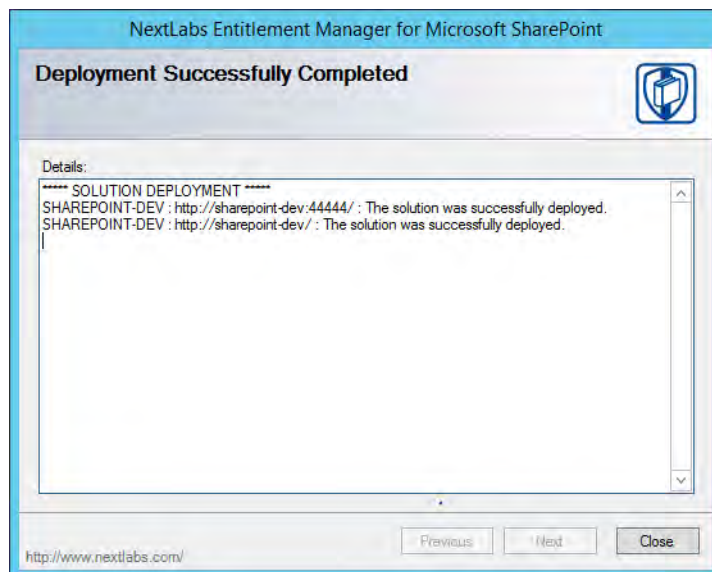 NextLabs Entitlement Manager for Microsoft SharePoint
Deployment Successfully Completed
Details:
***** SOLUTION DEPLOYMENT *****
SHAREPOINT-DEV : http://sharepoint-dev:44444/ : The solution was successfully deployed.
SHAREPOINT-DEV : http://sharepoint-dev/ : The solution was successfully deployed.
http://www.nextlabs.com/
Previous Next Close